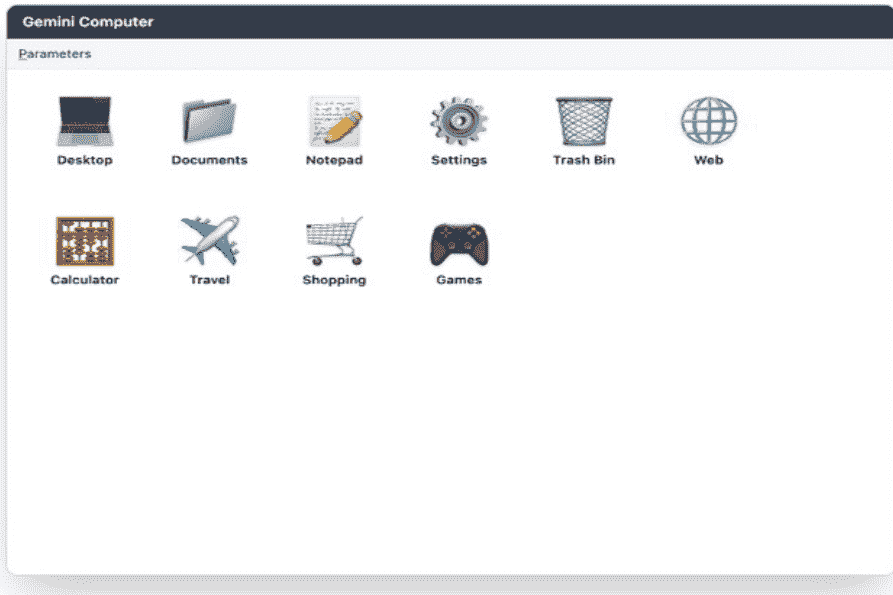 Gemini Computer
Parameters
Desktop Documents Notepad Settings Trash Bin Web
Calculator Travel Shopping Games